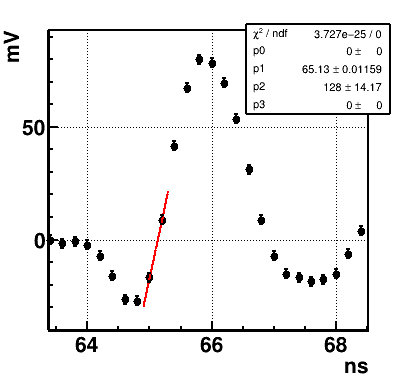 mV
χ² / ndf 3.727e−25 / 0
p0 0 ± 0
p1 65.13 ± 0.01159
p2 128 ± 14.17
p3 0 ± 0
50
0
64 66 68
ns